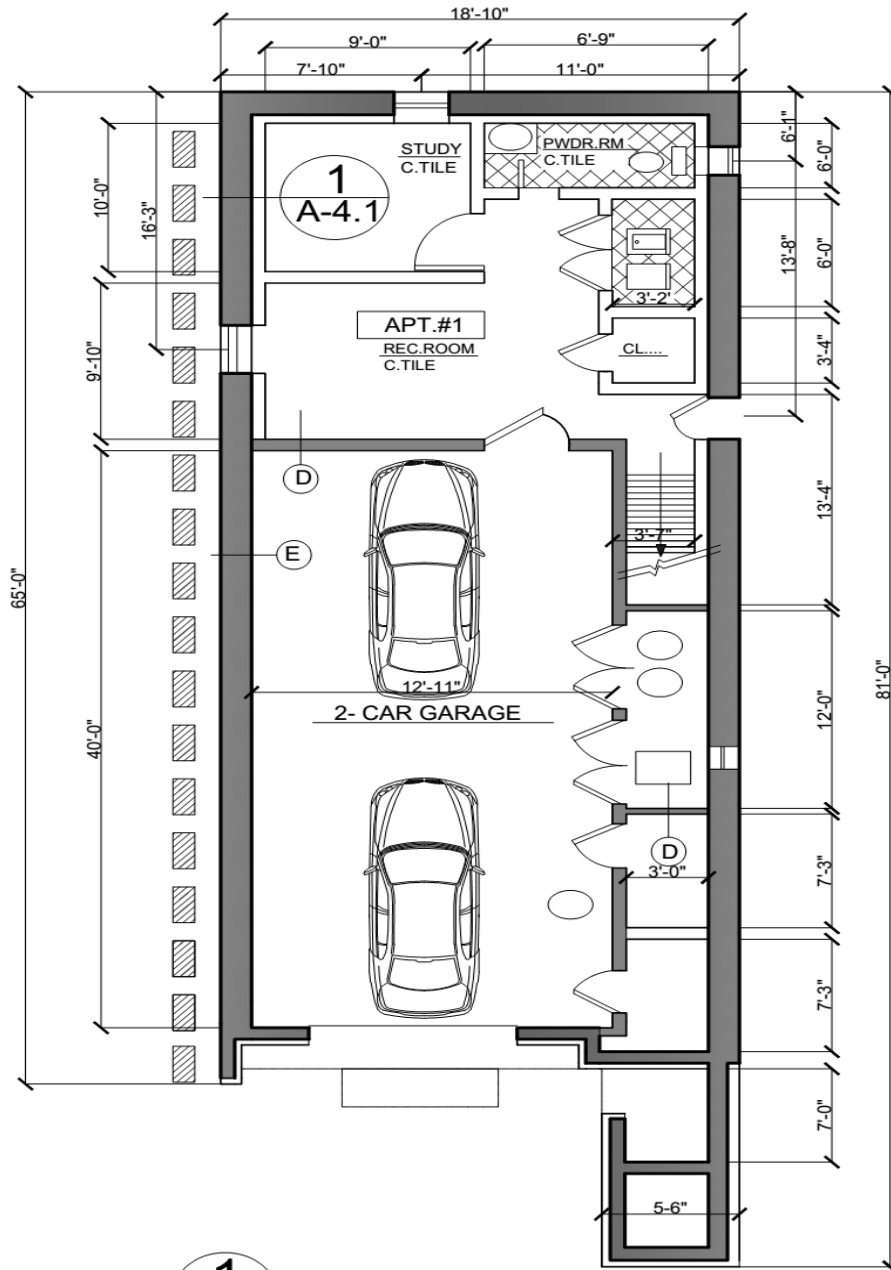 18'-10"
9'-0"
6'-9"
7'-10"
11'-0"
6'-1"
6'-0"
STUDY
C.TILE
PWDR.RM
C.TILE
1
A-4.1
10'-0"
16'-3"
13'-8"
6'-0"
3'-2'
APT.#1
REC.ROOM
C.TILE
CL....
3'-4"
9'-10"
D
13'-4"
3'-7"
E
65'-0"
81'-0"
12'-11"
2- CAR GARAGE
12'-0"
40'-0"
D
3'-0"
7'-3"
7'-3"
7'-0"
5-6"
1